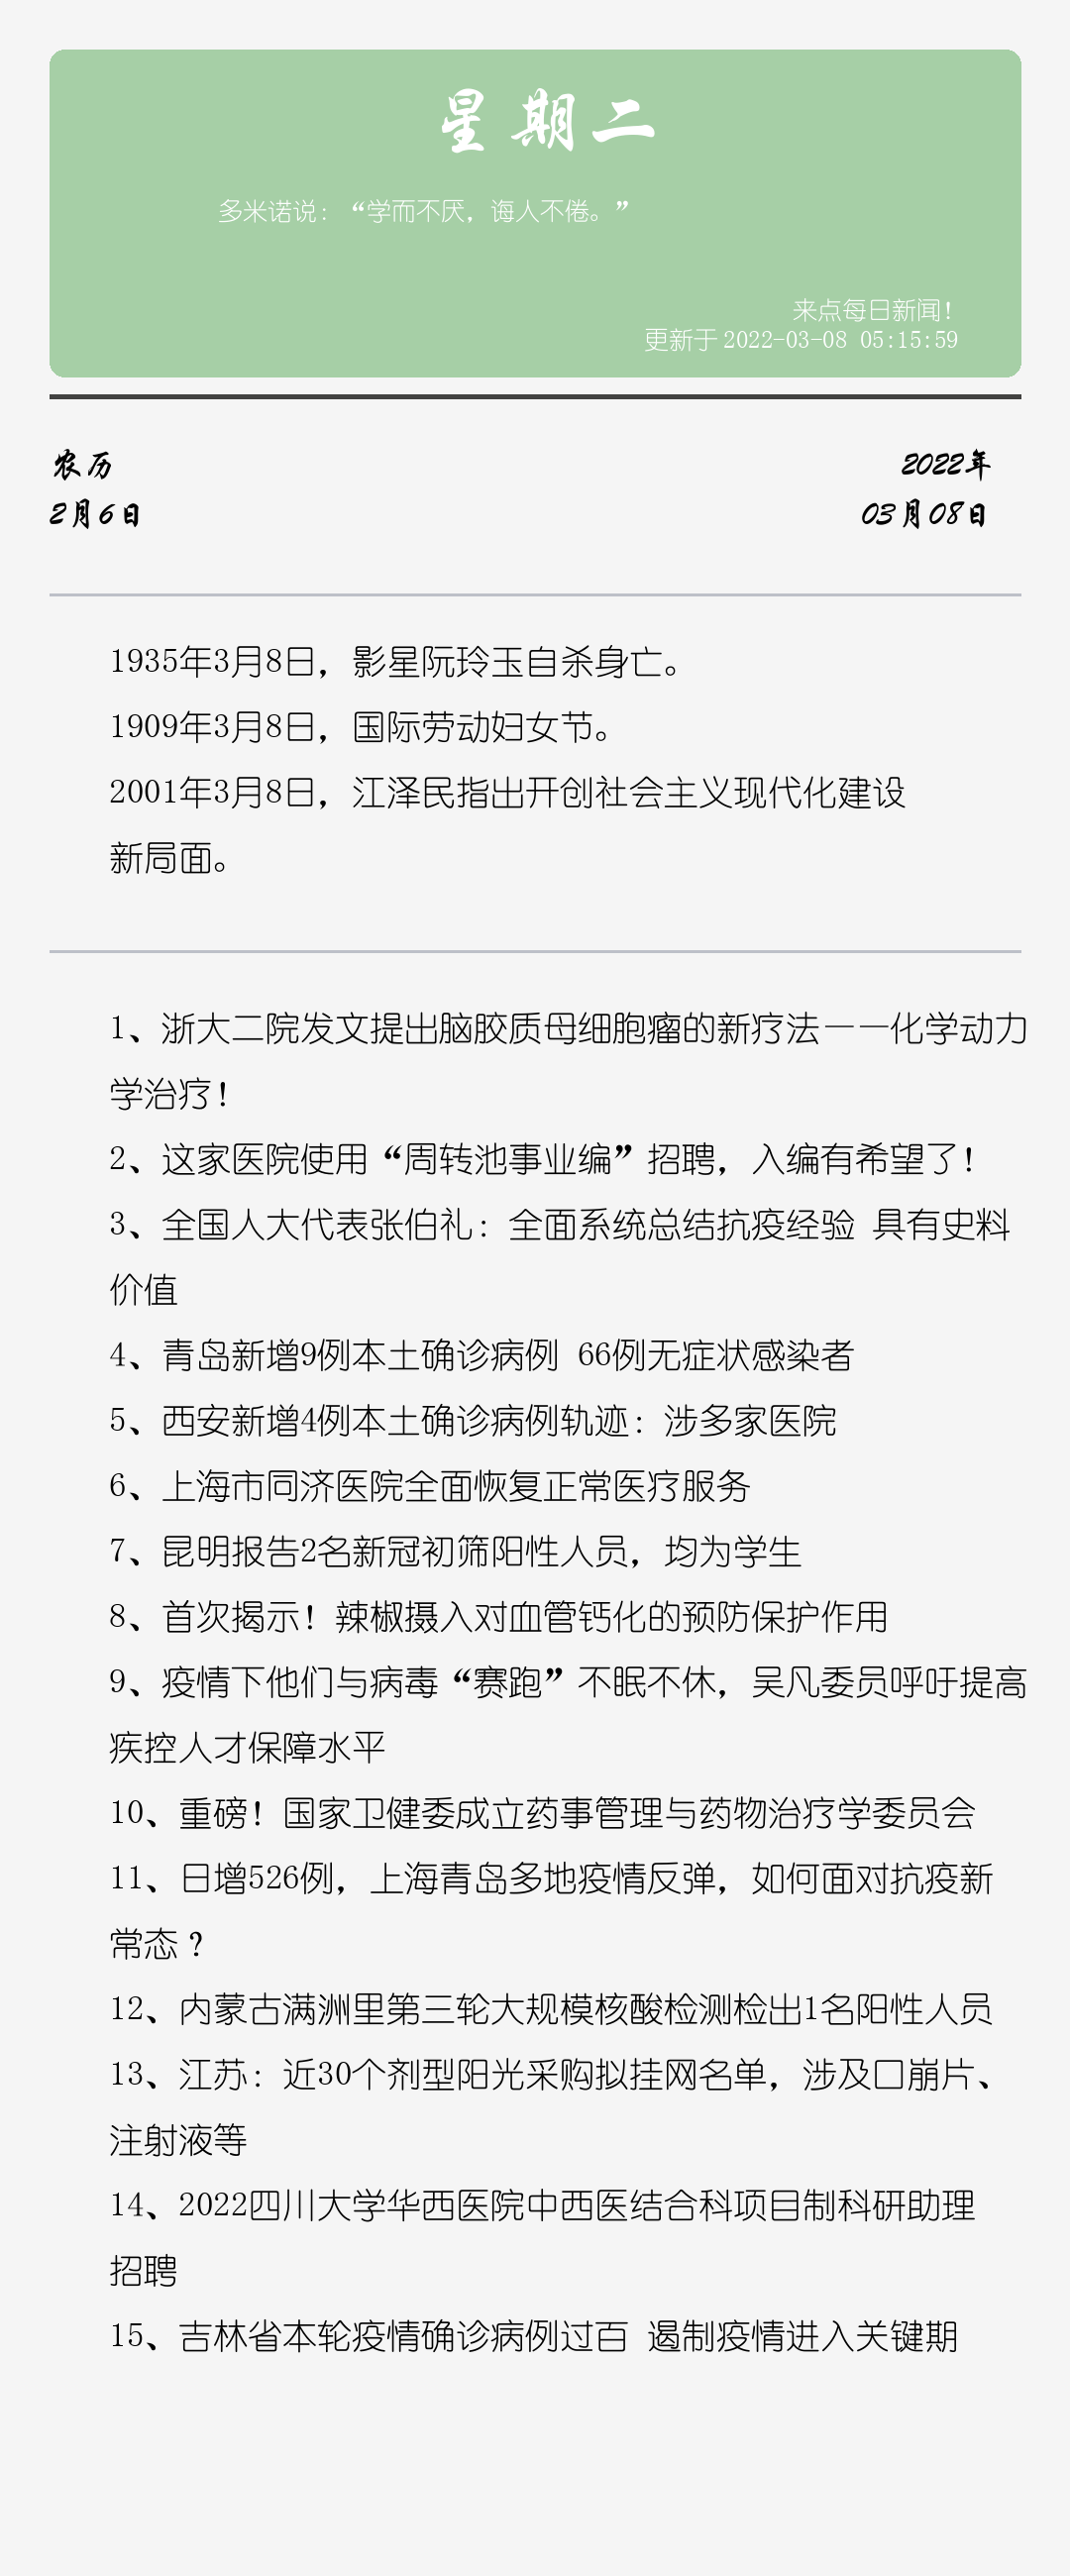 星期二
多米诺说：“学而不厌，诲人不倦。”
来点每日新闻！
更新于 2022-03-08 05:15:59
农历
2022年
2月6日
03月08日
1935年3月8日，影星阮玲玉自杀身亡。
1909年3月8日，国际劳动妇女节。
2001年3月8日，江泽民指出开创社会主义现代化建设
新局面。
1、浙大二院发文提出脑胶质母细胞瘤的新疗法——化学动力
学治疗！
2、这家医院使用“周转池事业编”招聘，入编有希望了！
3、全国人大代表张伯礼：全面系统总结抗疫经验 具有史料
价值
4、青岛新增9例本土确诊病例 66例无症状感染者
5、西安新增4例本土确诊病例轨迹：涉多家医院
6、上海市同济医院全面恢复正常医疗服务
7、昆明报告2名新冠初筛阳性人员，均为学生
8、首次揭示！辣椒摄入对血管钙化的预防保护作用
9、疫情下他们与病毒“赛跑”不眠不休，吴凡委员呼吁提高
疾控人才保障水平
10、重磅！国家卫健委成立药事管理与药物治疗学委员会
11、日增526例，上海青岛多地疫情反弹，如何面对抗疫新
常态？
12、内蒙古满洲里第三轮大规模核酸检测检出1名阳性人员
13、江苏：近30个剂型阳光采购拟挂网名单，涉及口崩片、
注射液等
14、2022四川大学华西医院中西医结合科项目制科研助理
招聘
15、吉林省本轮疫情确诊病例过百 遏制疫情进入关键期